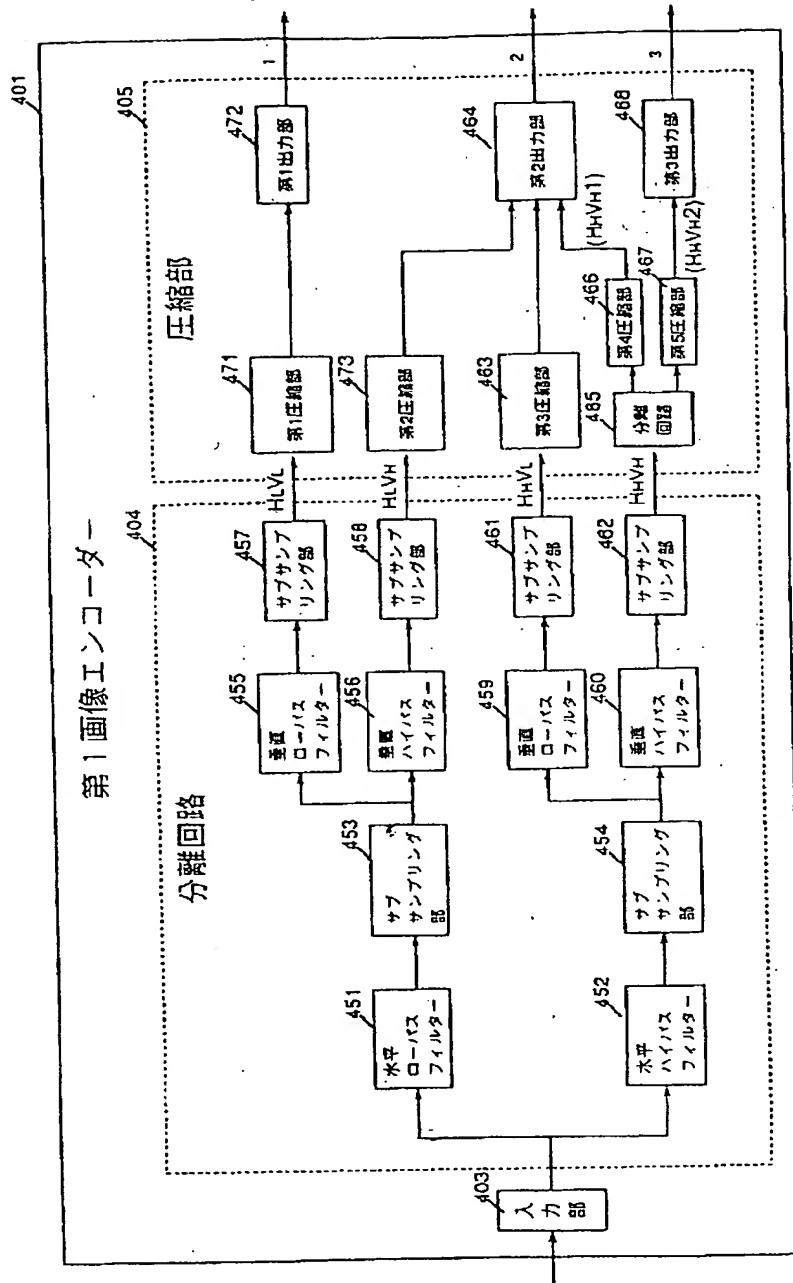 401
第1画像エンコーダー
404
分離回路
405
圧縮部
403
入力部
451
水平
ローパス
フィルター
452
水平
ハイパス
フィルター
453
サブ
サンプリング
部
454
サブ
サンプリング
部
455
垂直
ローパス
フィルター
456
垂直
ハイパス
フィルター
459
垂直
ローパス
フィルター
460
垂直
ハイパス
フィルター
457
サブサンプ
リング部
458
サブサンプ
リング部
461
サブサンプ
リング部
462
サブサンプ
リング部
HLVL
HLVH
HHVL
HHVH
471
第1圧縮部
473
第2圧縮部
463
第3圧縮部
485
分離
回路
466
第4圧縮部
467
第5圧縮部
(HHVH1)
(HHVH2)
472
第1出力部
464
第2出力部
468
第3出力部
1
2
3